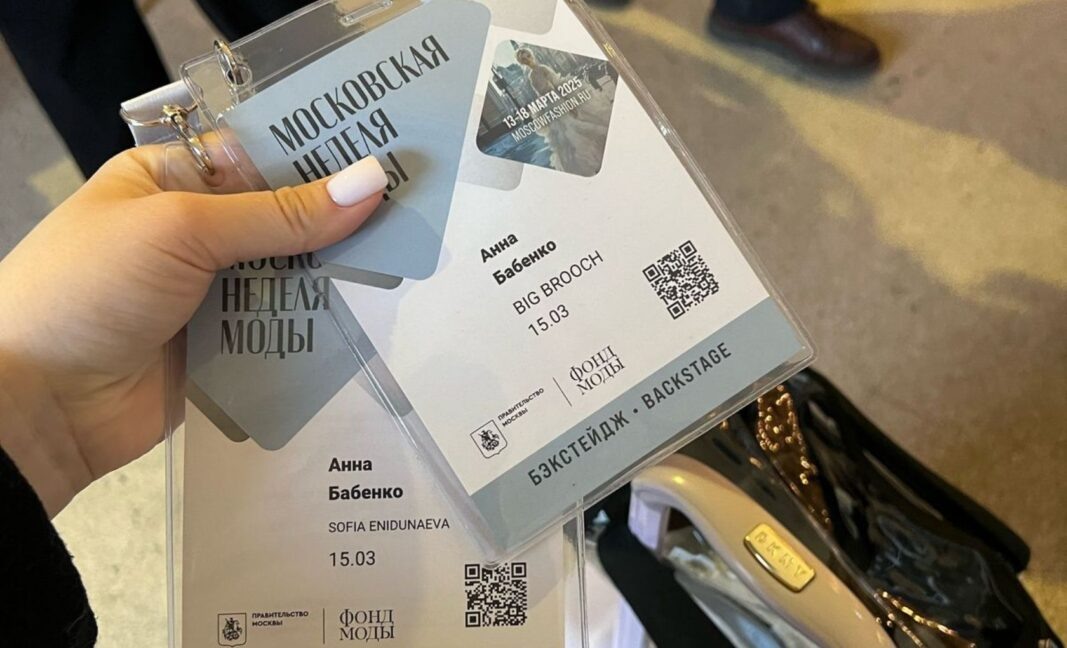 МОСКОВСКАЯ
НЕДЕЛЯ
13-18 МАРТА 2025
MOSCOWFASHION.RU
Анна
Бабенко
BIG BROOCH
15.03
ПРАВИТЕЛЬСТВО
МОСКВЫ
ФОНД
МОДЫ
БЭКСТЕЙДЖ • BACKSTAGE
НЕДЕЛЯ
МОДЫ
Анна
Бабенко
SOFIA ENIDUNAEVA
15.03
ПРАВИТЕЛЬСТВО
МОСКВЫ
ФОНД
МОДЫ